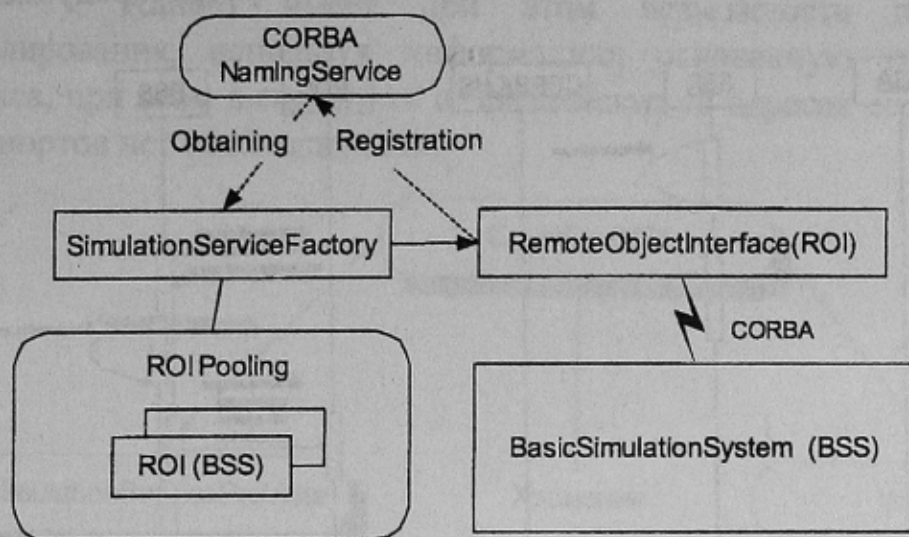 CORBA
NamingService
Obtaining
Registration
SimulationServiceFactory
RemoteObjectInterface(ROI)
CORBA
ROI Pooling
ROI (BSS)
BasicSimulationSystem (BSS)